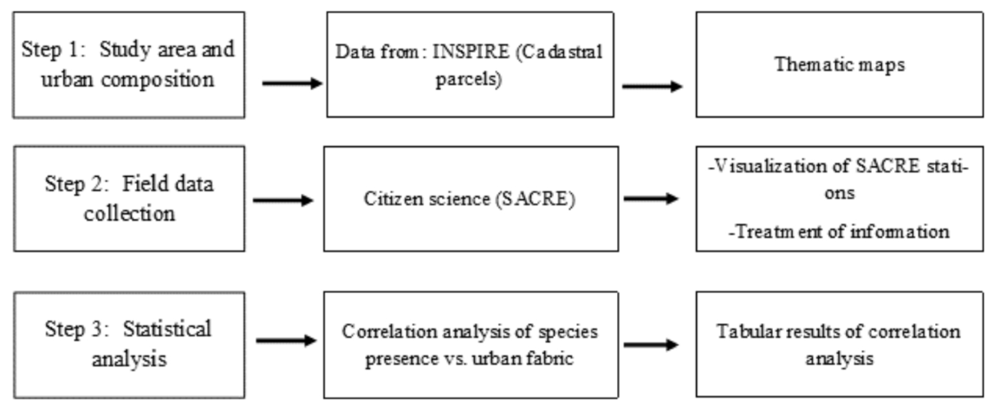 Step 1: Study area and
urban composition
Data from: INSPIRE (Cadastral
parcels)
Thematic maps
Step 2: Field data
collection
Citizen science (SACRE)
-Visualization of SACRE stati-
ons
-Treatment of information
Step 3: Statistical
analysis
Correlation analysis of species
presence vs. urban fabric
Tabular results of correlation
analysis